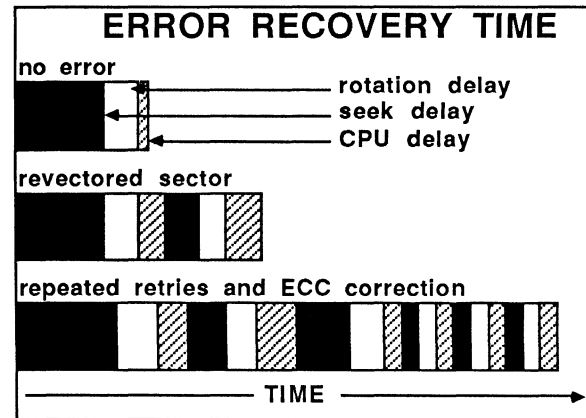 ERROR RECOVERY TIME
no error
rotation delay
seek delay
CPU delay
revectored sector
repeated retries and ECC correction
TIME